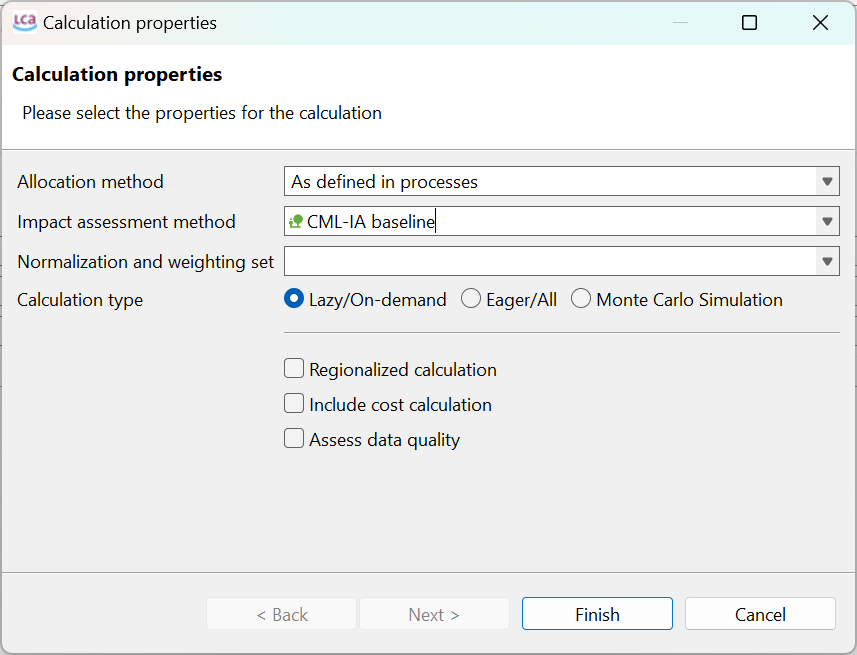 LCA Calculation properties
Calculation properties
Please select the properties for the calculation
Allocation method As defined in processes
Impact assessment method CML-IA baseline
Normalization and weighting set
Calculation type Lazy/On-demand Eager/All Monte Carlo Simulation
Regionalized calculation
Include cost calculation
Assess data quality
< Back Next > Finish Cancel